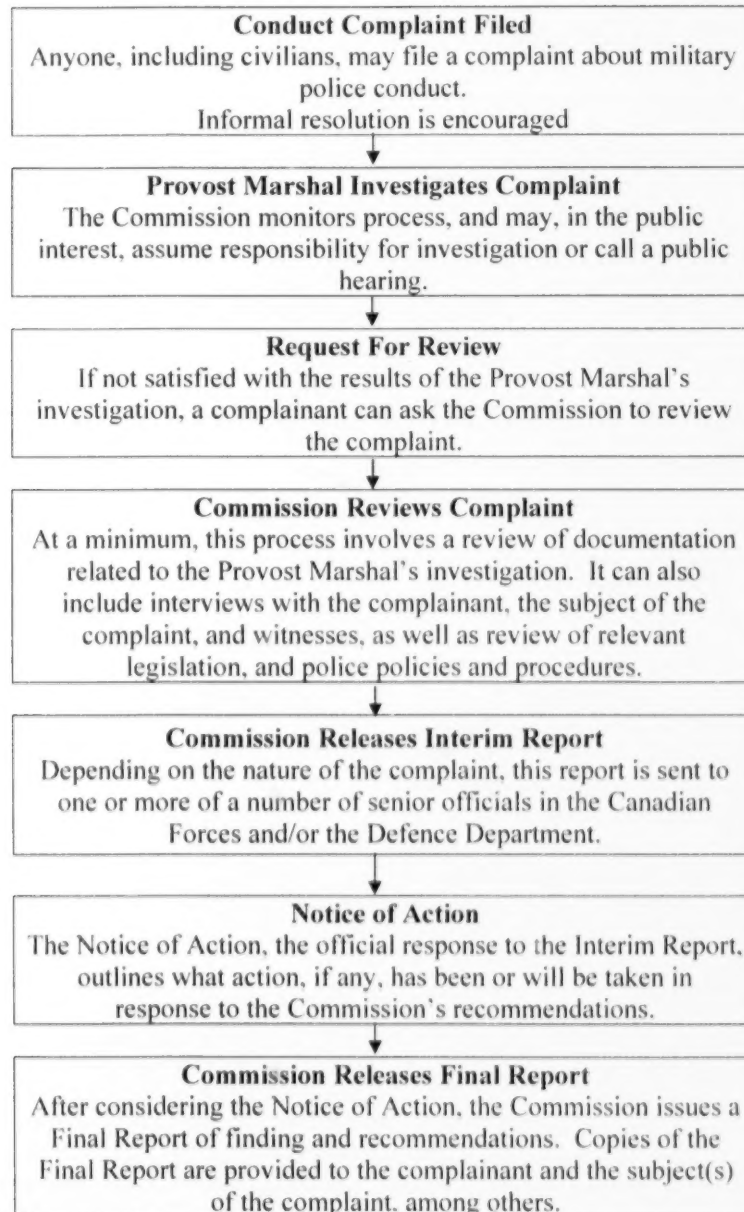 Conduct Complaint Filed
Anyone, including civilians, may file a complaint about military
police conduct.
Informal resolution is encouraged
Provost Marshal Investigates Complaint
The Commission monitors process, and may, in the public
interest, assume responsibility for investigation or call a public
hearing.
Request For Review
If not satisfied with the results of the Provost Marshal's
investigation, a complainant can ask the Commission to review
the complaint.
Commission Reviews Complaint
At a minimum, this process involves a review of documentation
related to the Provost Marshal's investigation. It can also
include interviews with the complainant, the subject of the
complaint, and witnesses, as well as review of relevant
legislation, and police policies and procedures.
Commission Releases Interim Report
Depending on the nature of the complaint, this report is sent to
one or more of a number of senior officials in the Canadian
Forces and/or the Defence Department.
Notice of Action
The Notice of Action, the official response to the Interim Report,
outlines what action, if any, has been or will be taken in
response to the Commission's recommendations.
Commission Releases Final Report
After considering the Notice of Action, the Commission issues a
Final Report of finding and recommendations. Copies of the
Final Report are provided to the complainant and the subject(s)
of the complaint, among others.